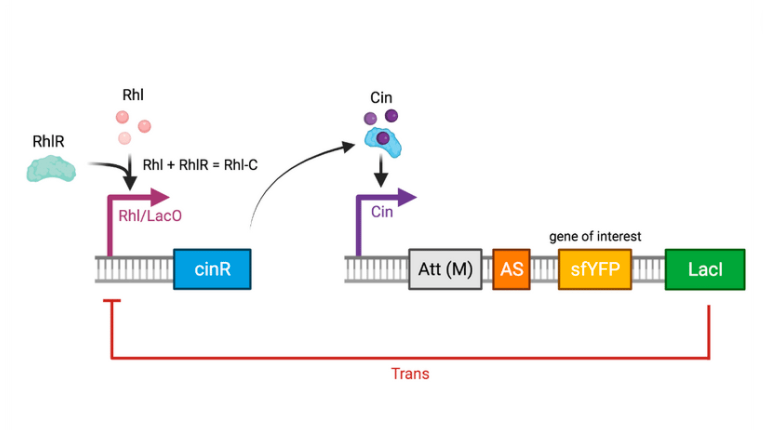 Rhl
Cin
RhlR
Rhl + RhlR = Rhl-C
Rhl/LacO
Cin
gene of interest
cinR
Att (M)
AS
sfYFP
LacI
Trans